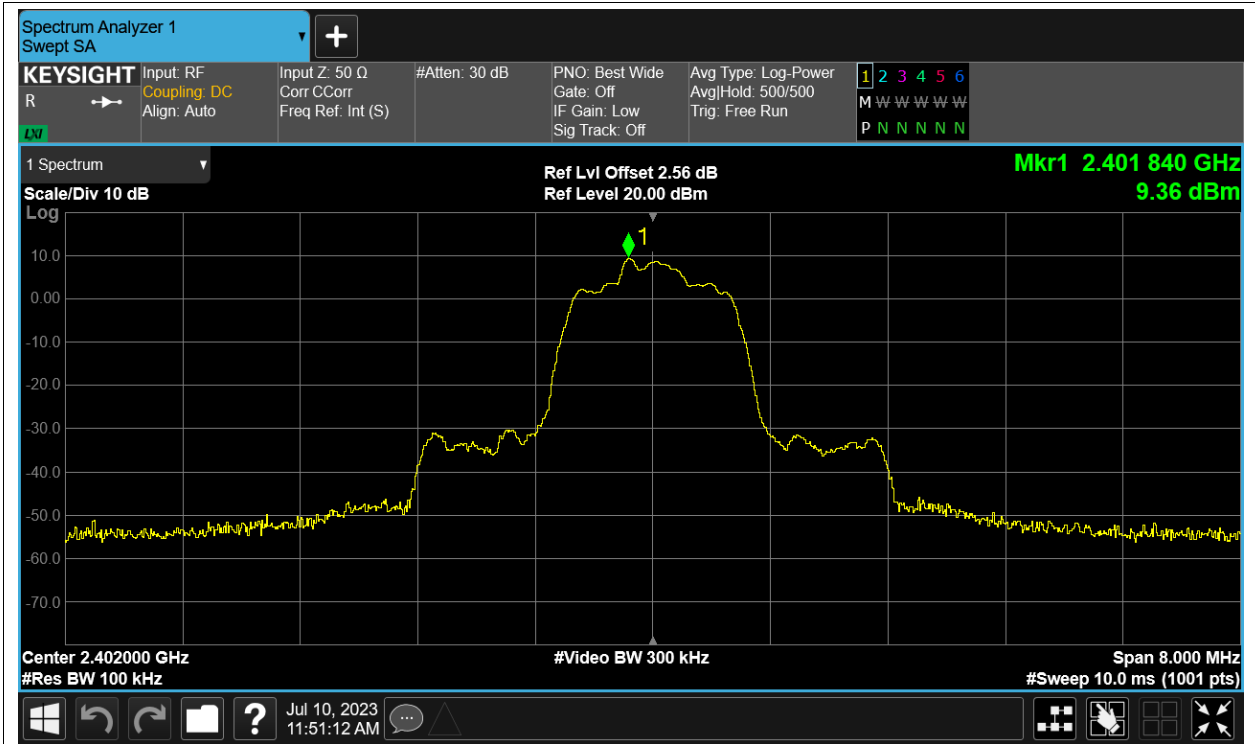 Spectrum Analyzer 1
Swept SA
+
KEYSIGHT
R
LXI
Input: RF
Coupling: DC
Align: Auto
Input Z: 50 Ω
Corr CCorr
Freq Ref: Int (S)
#Atten: 30 dB
PNO: Best Wide
Gate: Off
IF Gain: Low
Sig Track: Off
Avg Type: Log-Power
Avg|Hold: 500/500
Trig: Free Run
1 2 3 4 5 6
M W W W W W W
P N N N N N
1 Spectrum
Scale/Div 10 dB
Log
Ref Lvl Offset 2.56 dB
Ref Level 20.00 dBm
Mkr1 2.401 840 GHz
9.36 dBm
1
10.0
0.00
-10.0
-20.0
-30.0
-40.0
-50.0
-60.0
-70.0
Center 2.402000 GHz
#Res BW 100 kHz
#Video BW 300 kHz
Span 8.000 MHz
#Sweep 10.0 ms (1001 pts)
?
Jul 10, 2023
11:51:12 AM